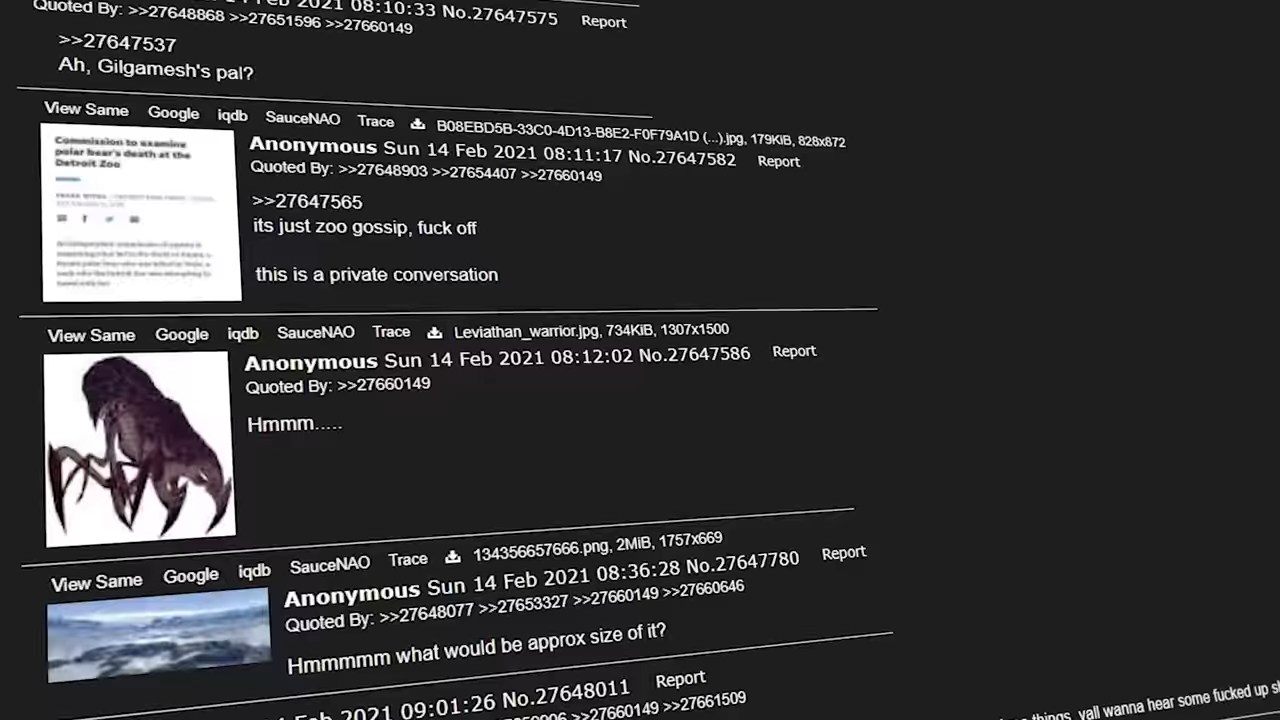 Feb 2021 08:10:33 No.27647575 Report
Quoted By: >>27648868 >>27651596 >>27660149
>>27647537
Ah, Gilgamesh's pal?
View Same Google iqdb SauceNAO Trace B08EBD5B-33C0-4D13-B8E2-F0F79A1D (...).jpg, 179KiB, 828x872
Commission to examine
polar bear's death at the
Detroit Zoo
Anonymous Sun 14 Feb 2021 08:11:17 No.27647582 Report
Quoted By: >>27648903 >>27654407 >>27660149
>>27647565
its just zoo gossip, fuck off
this is a private conversation
View Same Google iqdb SauceNAO Trace Leviathan_warrior.jpg, 734KiB, 1307x1500
Anonymous Sun 14 Feb 2021 08:12:02 No.27647586 Report
Quoted By: >>27660149
Hmmm.....
View Same Google iqdb SauceNAO Trace 134356657666.png, 2MiB, 1757x669
Anonymous Sun 14 Feb 2021 08:36:28 No.27647780 Report
Quoted By: >>27648077 >>27653327 >>27660149 >>27660646
Hmmmmm what would be approx size of it?
Feb 2021 09:01:26 No.27648011 Report
>>27660149 >>27661509
things, yall wanna hear some fucked up